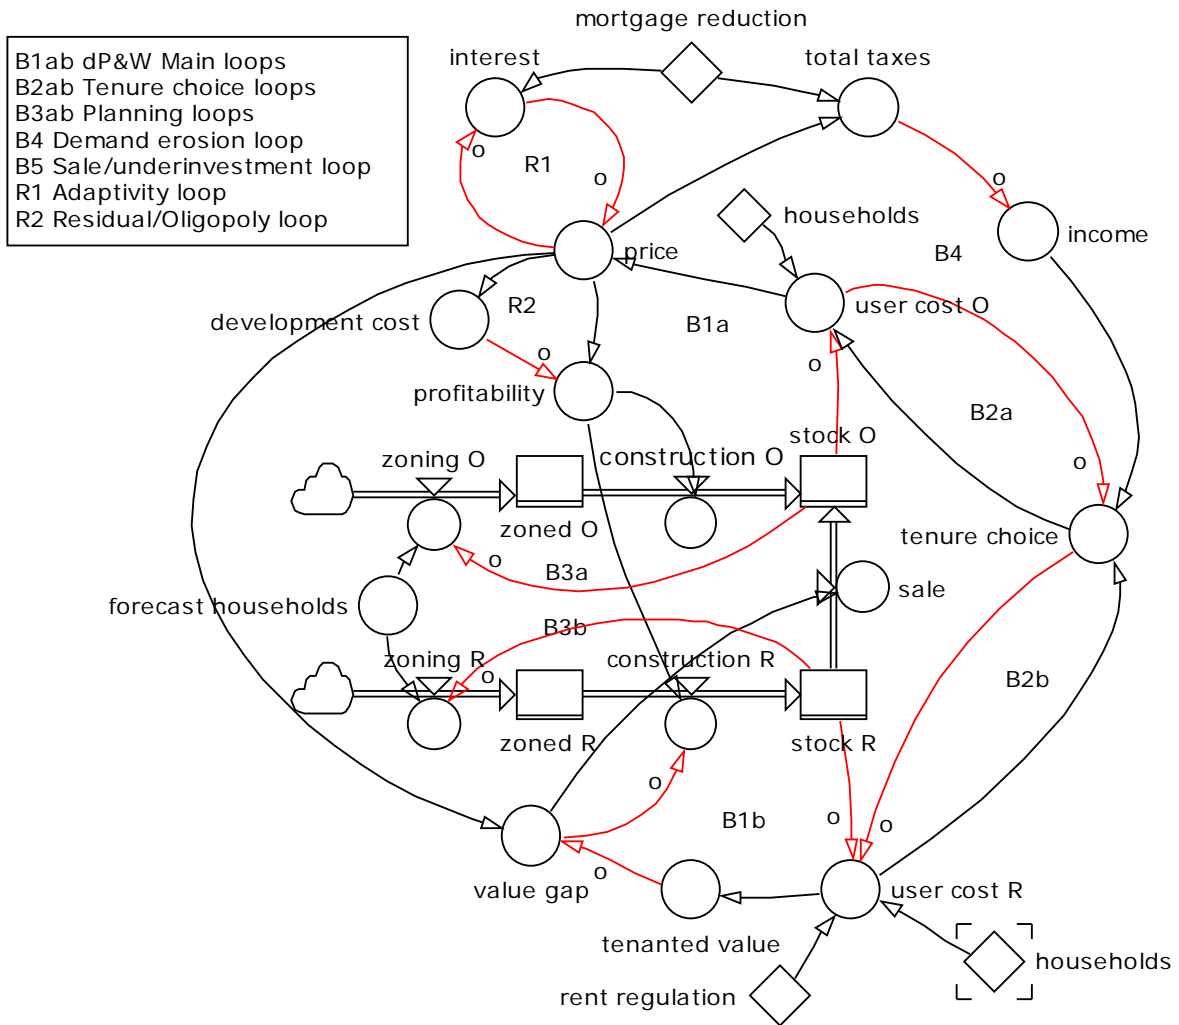 mortgage reduction
interest
total taxes
B1ab dP&W Main loops
B2ab Tenure choice loops
B3ab Planning loops
B4 Demand erosion loop
B5 Sale/underinvestment loop
R1 Adaptivity loop
R2 Residual/Oligopoly loop
o
R1
o
o
households
income
price
B4
R2
user cost O
development cost
B1a
o
o
profitability
B2a
stock O
zoning O
construction O
o
zoned O
tenure choice
o
B3a
sale
forecast households
B3b
zoning R
construction R
o
B2b
zoned R
stock R
o
B1b
o
o
o
value gap
user cost R
tenanted value
households
rent regulation